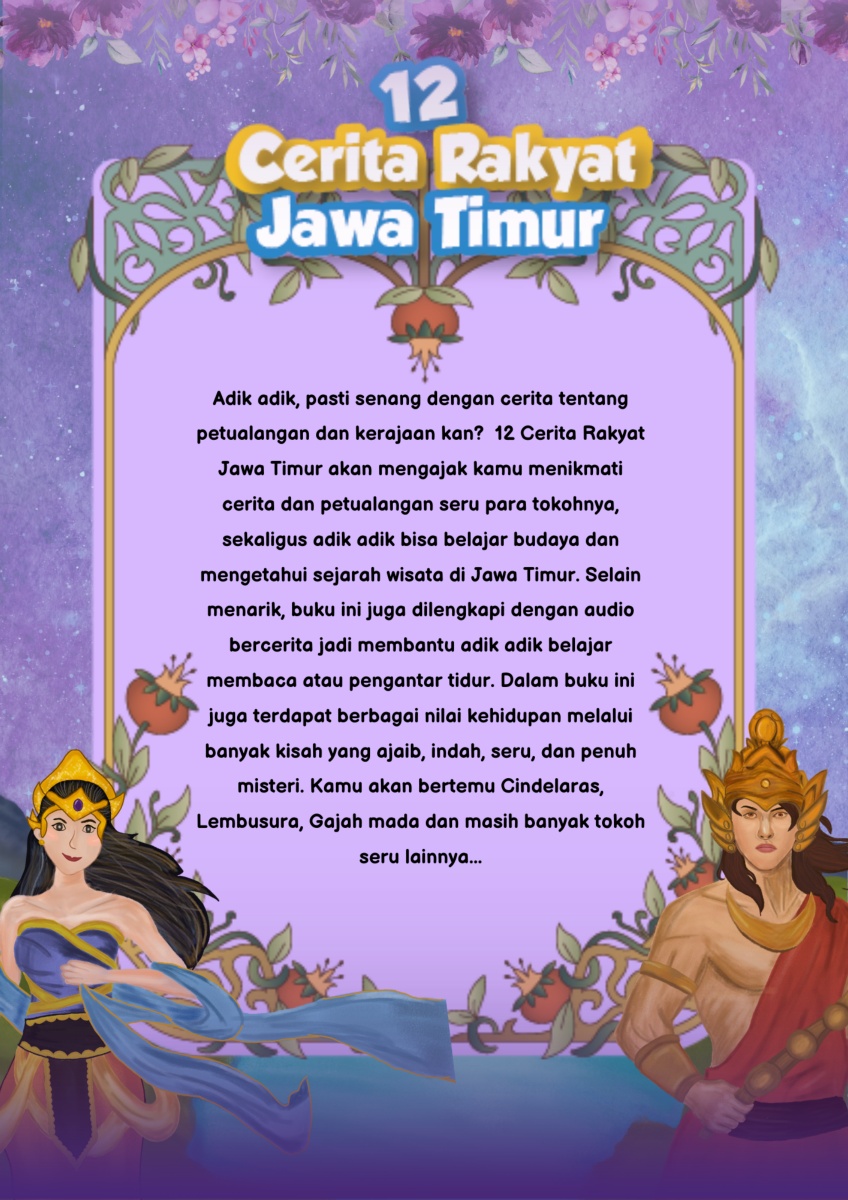 12
Cerita Rakyat
Jawa Timur
Adik adik, pasti senang dengan cerita tentang
petualangan dan kerajaan kan? 12 Cerita Rakyat
Jawa Timur akan mengajak kamu menikmati
cerita dan petualangan seru para tokohnya,
sekaligus adik adik bisa belajar budaya dan
mengetahui sejarah wisata di Jawa Timur. Selain
menarik, buku ini juga dilengkapi dengan audio
bercerita jadi membantu adik adik belajar
membaca atau pengantar tidur. Dalam buku ini
juga terdapat berbagai nilai kehidupan melalui
banyak kisah yang ajaib, indah, seru, dan penuh
misteri. Kamu akan bertemu Cindelaras,
Lembusura, Gajah mada dan masih banyak tokoh
seru lainnya...